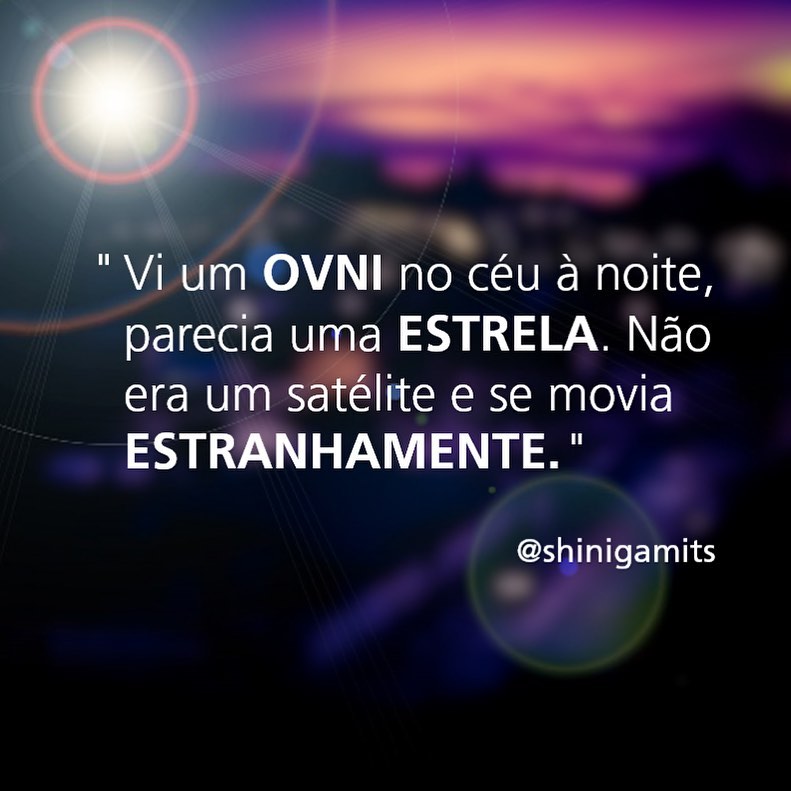 " Vi um OVNI no céu à noite,
parecia uma ESTRELA. Não
era um satélite e se movia
ESTRANHAMENTE. "
@shinigamits